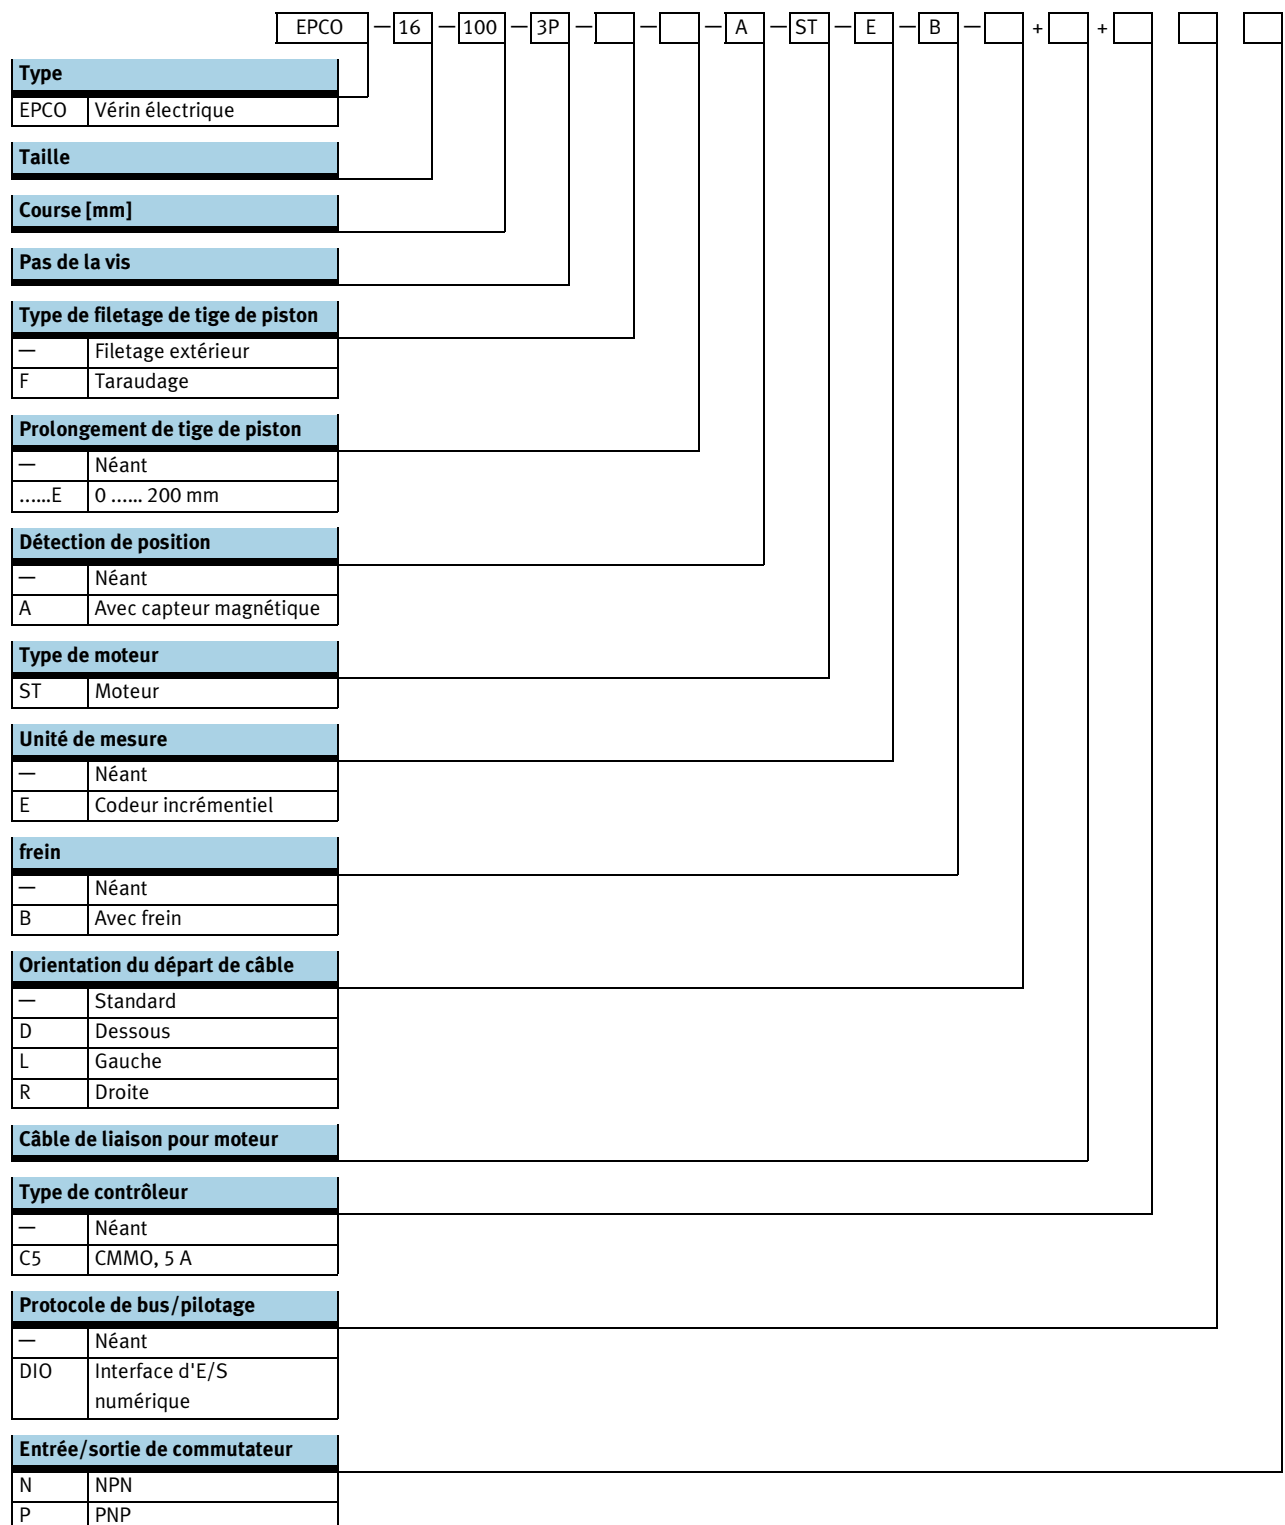 EPCO — 16 — 100 — 3P — — — A — ST — E — B — + +
Type
EPCO Vérin électrique
Taille
Course [mm]
Pas de la vis
Type de filetage de tige de piston
— Filetage extérieur
F Taraudage
Prolongement de tige de piston
— Néant
......E 0 ...... 200 mm
Détection de position
— Néant
A Avec capteur magnétique
Type de moteur
ST Moteur
Unité de mesure
— Néant
E Codeur incrémentiel
frein
— Néant
B Avec frein
Orientation du départ de câble
— Standard
D Dessous
L Gauche
R Droite
Câble de liaison pour moteur
Type de contrôleur
— Néant
C5 CMMO, 5 A
Protocole de bus/pilotage
— Néant
DIO Interface d'E/S
numérique
Entrée/sortie de commutateur
N NPN
P PNP